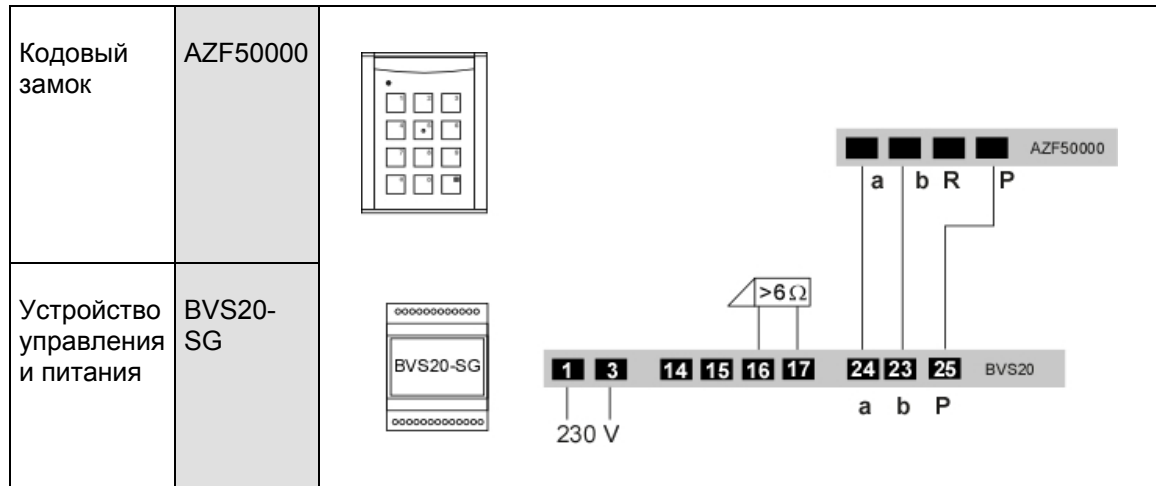 Кодовый
замок
AZF50000
AZF50000
a b R P
Устройство
управления
и питания
BVS20-
SG
BVS20-SG
>6Ω
1 3 14 15 16 17 24 23 25 BVS20
a b P
230 V